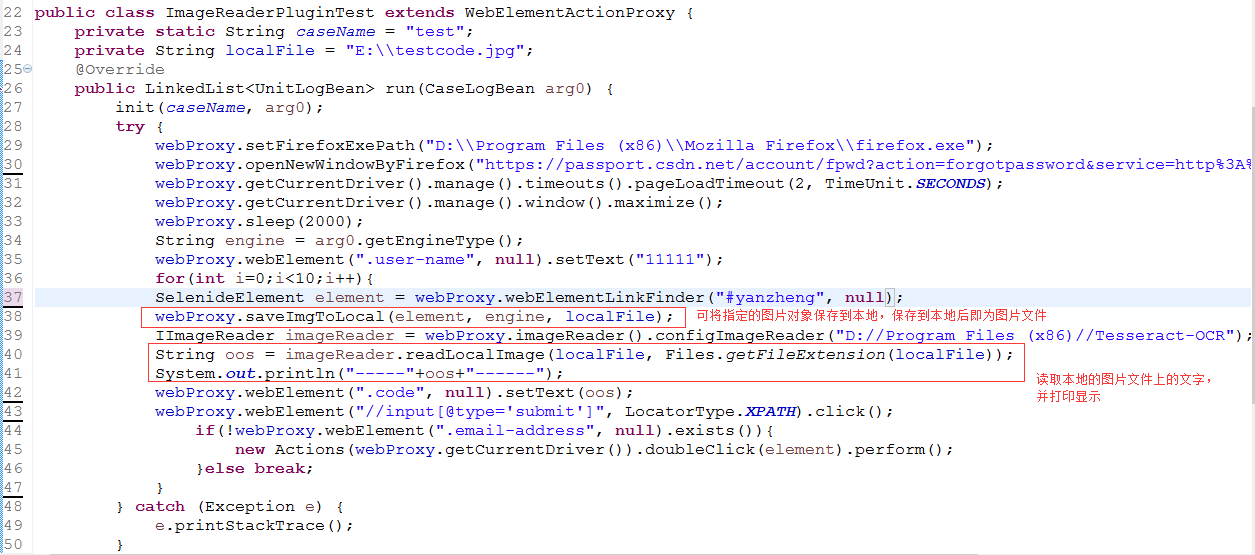 22 public class ImageReaderPluginTest extends WebElementActionProxy {
23     private static String caseName = "test";
24     private String localFile = "E:\\testcode.jpg";
25     @Override
26     public LinkedList<UnitLogBean> run(CaseLogBean arg0) {
27         init(caseName, arg0);
28         try {
29             webProxy.setFirefoxExePath("D:\\Program Files (x86)\\Mozilla Firefox\\firefox.exe");
30             webProxy.openNewWindowByFirefox("https://passport.csdn.net/account/fpwd?action=forgotpassword&service=http%3A%
31             webProxy.getCurrentDriver().manage().timeouts().pageLoadTimeout(2, TimeUnit.SECONDS);
32             webProxy.getCurrentDriver().manage().window().maximize();
33             webProxy.sleep(2000);
34             String engine = arg0.getEngineType();
35             webProxy.webElement(".user-name", null).setText("11111");
36             for(int i=0;i<10;i++){
37             SelenideElement element = webProxy.webElementLinkFinder("#yanzheng", null);
38             webProxy.saveImgToLocal(element, engine, localFile); 可将指定的图片对象保存到本地，保存到本地后即为图片文件
39             IImageReader imageReader = webProxy.imageReader().configImageReader("D://Program Files (x86)//Tesseract-OCR");
40             String oos = imageReader.readLocalImage(localFile, Files.getFileExtension(localFile));
41             System.out.println("-----"+oos+"------"); 读取本地的图片文件上的文字，
并打印显示
42             webProxy.webElement(".code", null).setText(oos);
43             webProxy.webElement("//input[@type='submit']", LocatorType.XPATH).click();
44                 if(!webProxy.webElement(".email-address", null).exists()){
45                     new Actions(webProxy.getCurrentDriver()).doubleClick(element).perform();
46                 }else break;
47             }
48         } catch (Exception e) {
49             e.printStackTrace();
50         }